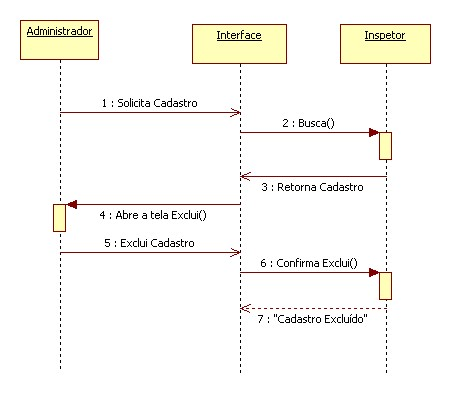 Administrador
Interface
Inspetor
1 : Solicita Cadastro
2 : Busca()
3 : Retorna Cadastro
4 : Abre a tela Exclui()
5 : Exclui Cadastro
6 : Confirma Exclui()
7 : "Cadastro Excluído"